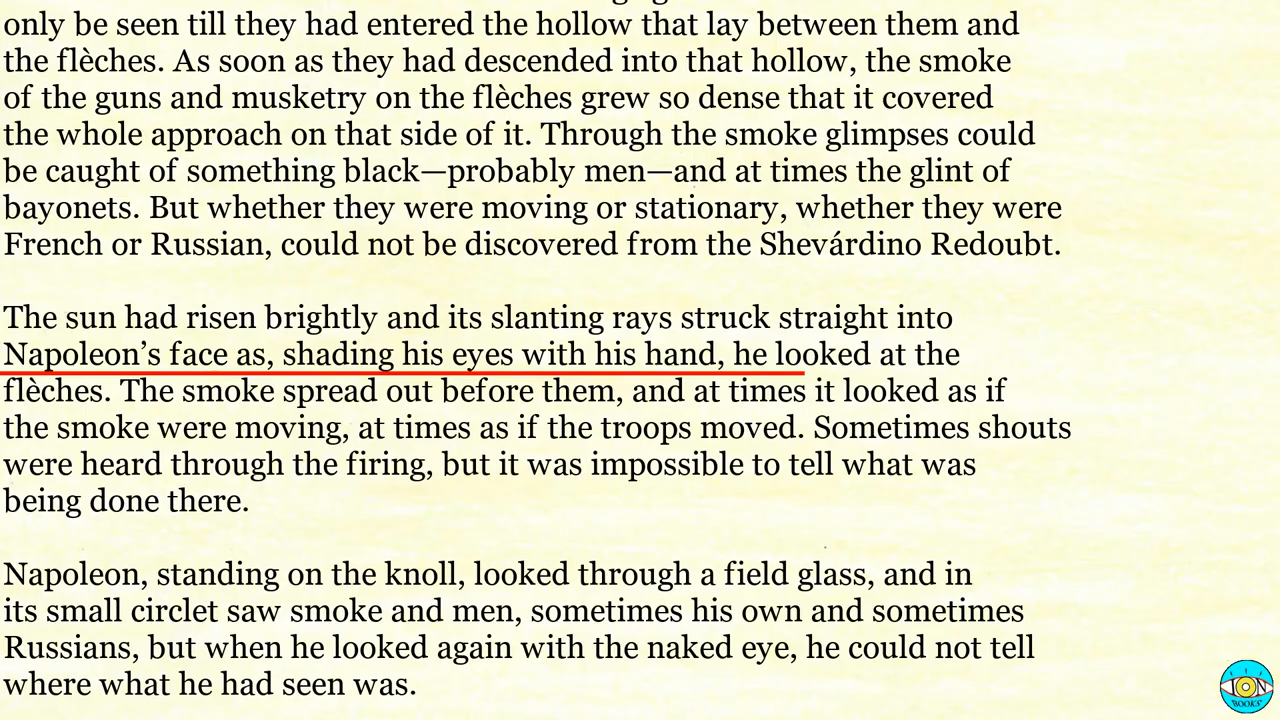 only be seen till they had entered the hollow that lay between them and
the flèches. As soon as they had descended into that hollow, the smoke
of the guns and musketry on the flèches grew so dense that it covered
the whole approach on that side of it. Through the smoke glimpses could
be caught of something black—probably men—and at times the glint of
bayonets. But whether they were moving or stationary, whether they were
French or Russian, could not be discovered from the Shevárdino Redoubt.
The sun had risen brightly and its slanting rays struck straight into
Napoleon’s face as, shading his eyes with his hand, he looked at the
flèches. The smoke spread out before them, and at times it looked as if
the smoke were moving, at times as if the troops moved. Sometimes shouts
were heard through the firing, but it was impossible to tell what was
being done there.
Napoleon, standing on the knoll, looked through a field glass, and in
its small circlet saw smoke and men, sometimes his own and sometimes
Russians, but when he looked again with the naked eye, he could not tell
where what he had seen was.
ION
BOOKS